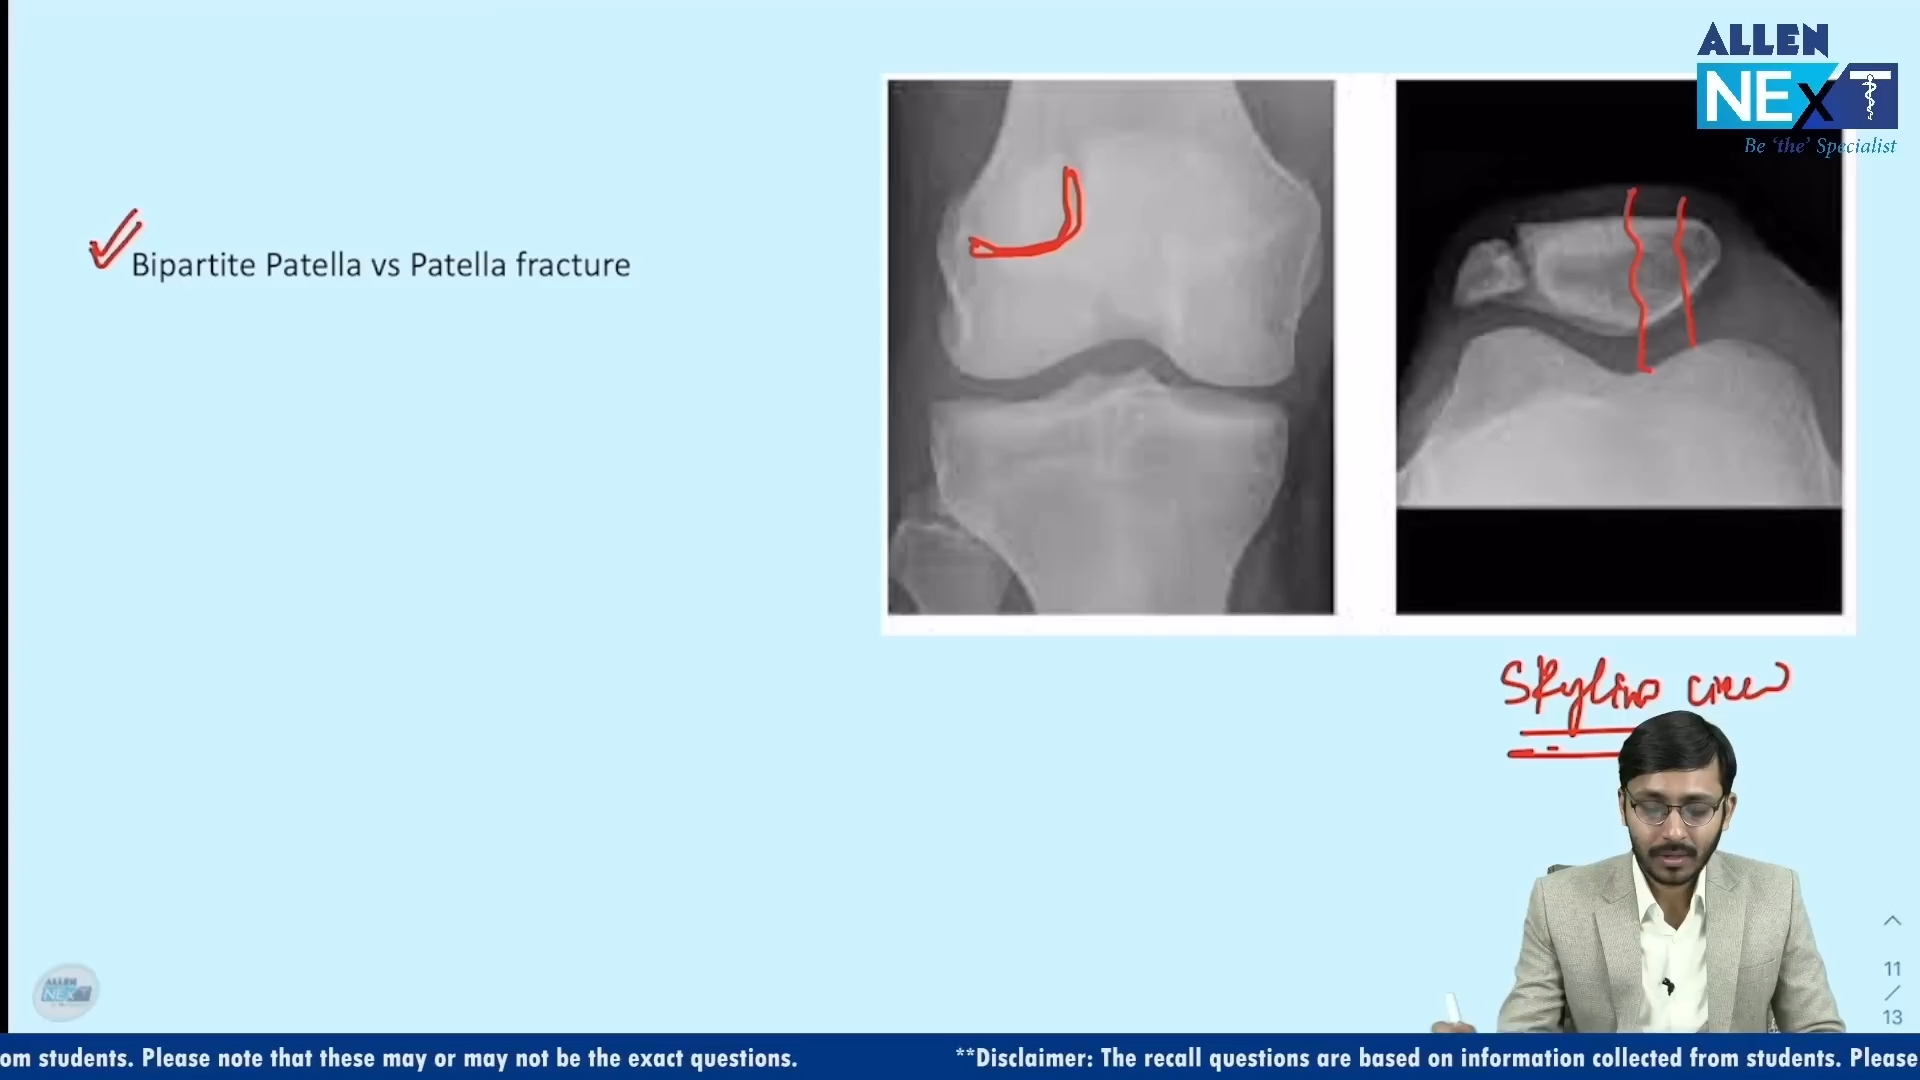 ALLEN
NExT
Be 'the' Specialist
Bipartite Patella vs Patella fracture
Skyline view
ALLEN
NExT
11
/
13
om students. Please note that these may or may not be the exact questions. **Disclaimer: The recall questions are based on information collected from students. Please